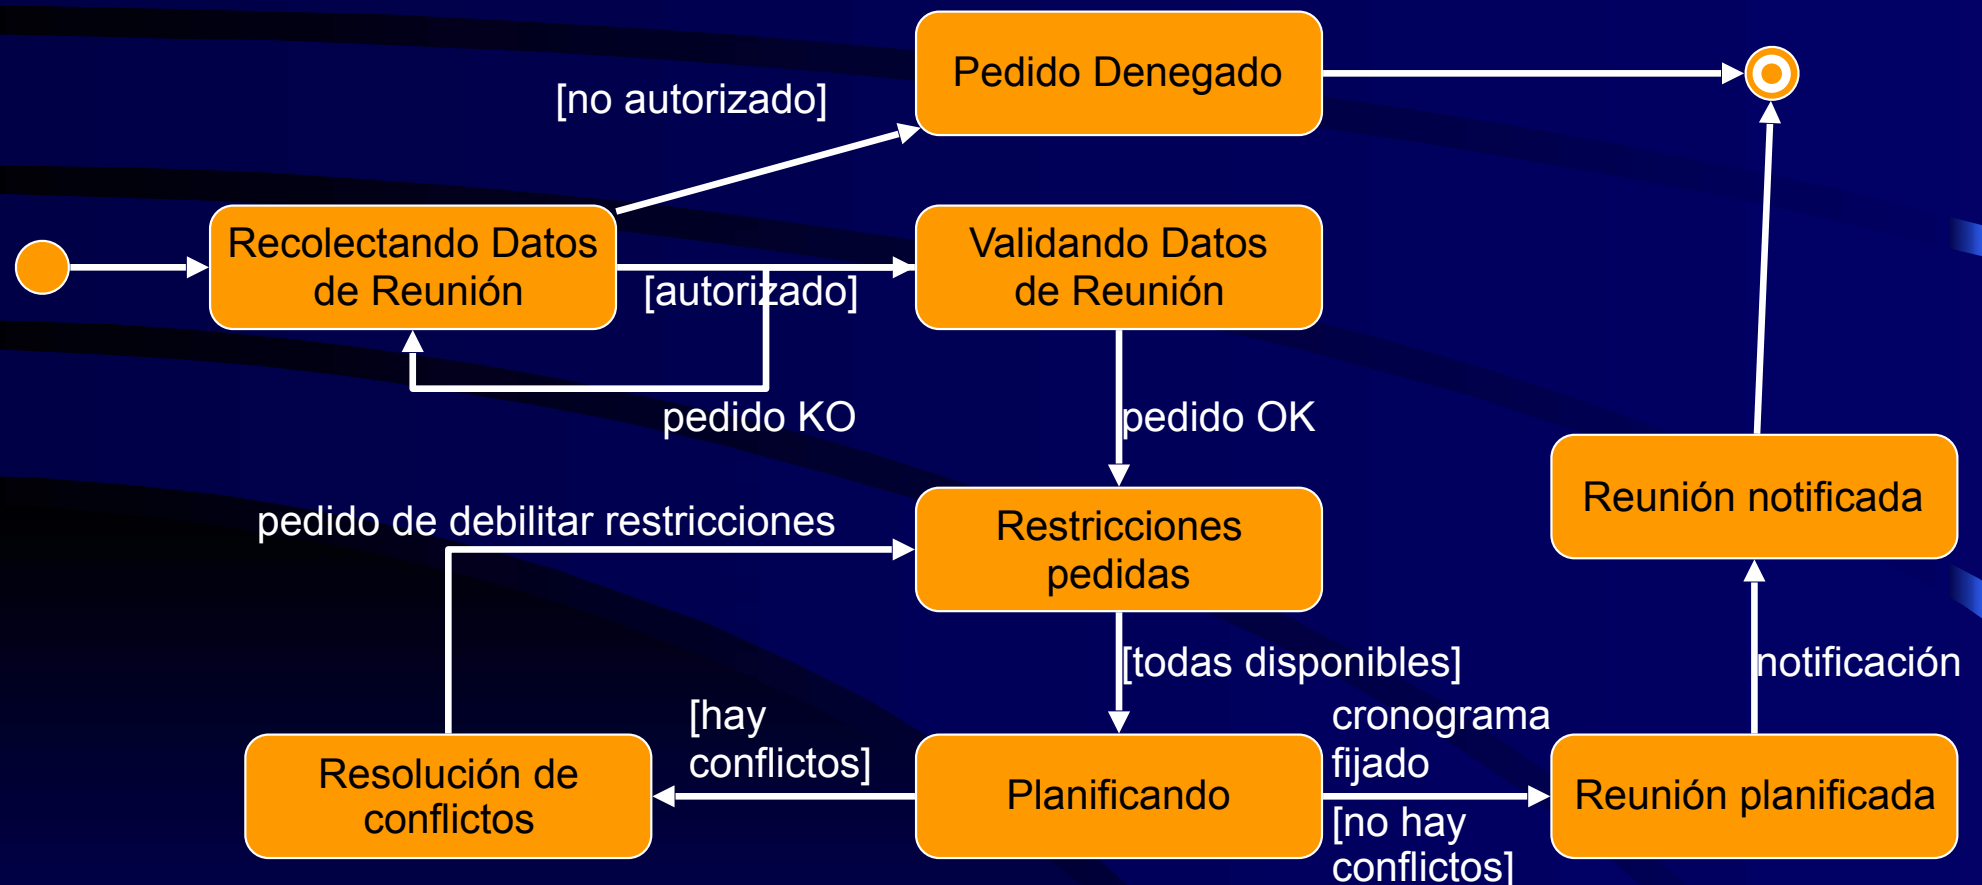 Pedido Denegado
[no autorizado]
Recolectando Datos
de Reunión
[autorizado]
Validando Datos
de Reunión
pedido KO
pedido OK
pedido de debilitar restricciones
Restricciones
pedidas
Reunión notificada
[todas disponibles]
notificación
[hay
conflictos]
cronograma
fijado
Resolución de
conflictos
Planificando
[no hay
conflictos]
Reunión planificada